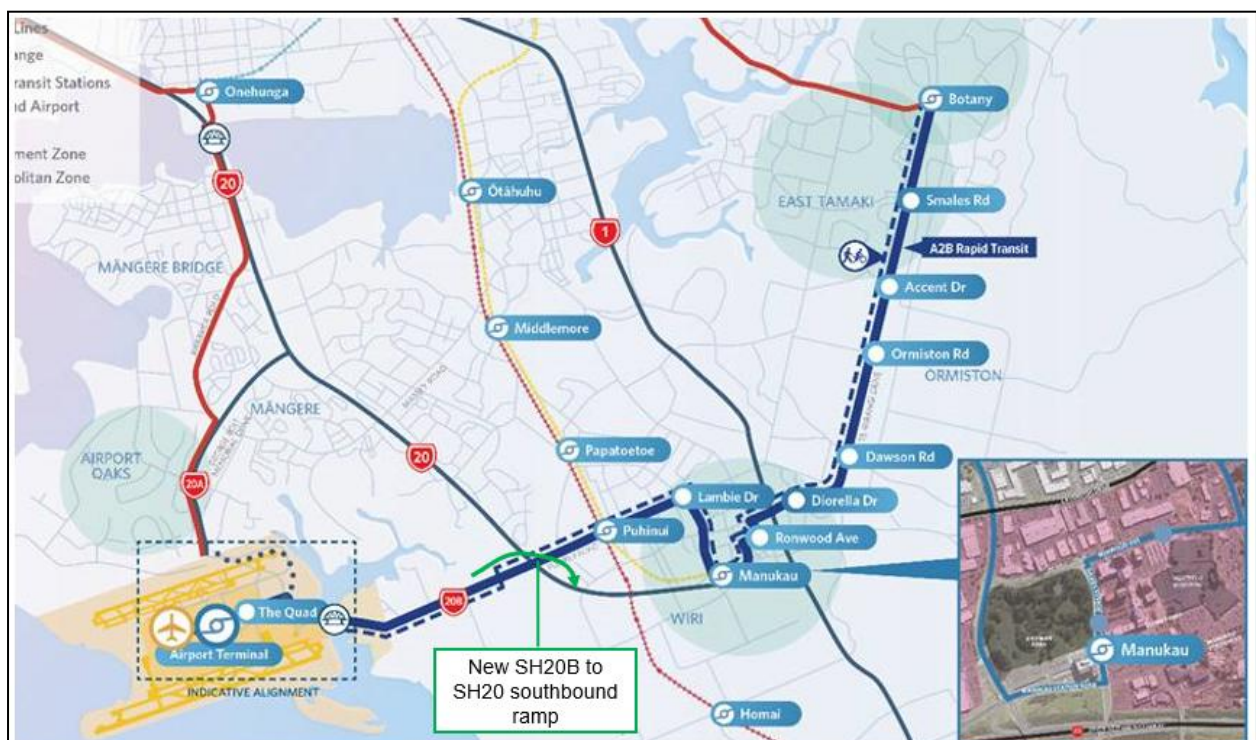 Lines
ange
ransit Stations
nd Airport
ment Zone
politan Zone
Onehunga
20
Botany
Ōtāhuhu
1
EAST TAMAKI
Smales Rd
A2B Rapid Transit
MĀNGERE BRIDGE
Accent Dr
Middlemore
Ormiston Rd
ORMISTON
MĀNGERE
AIRPORT
OAKS
20A
20
Papatoetoe
Dawson Rd
Lambie Dr
Diorella Dr
Puhinui
Ronwood Ave
Manukau
20B
WIRI
The Quad
Airport Terminal
INDICATIVE ALIGNMENT
New SH20B to
SH20 southbound
ramp
Homai
Manukau